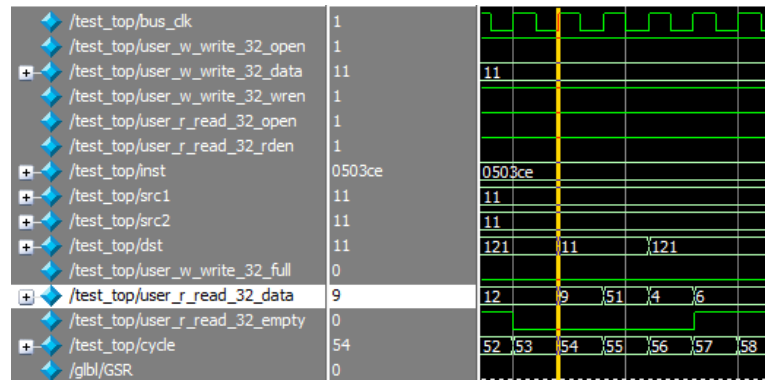 /test_top/bus_clk 1
/test_top/user_w_write_32_open 1
/test_top/user_w_write_32_data 11 11
/test_top/user_w_write_32_wren 1
/test_top/user_r_read_32_open 1
/test_top/user_r_read_32_rden 1
/test_top/inst 0503ce 0503ce
/test_top/src1 11 11
/test_top/src2 11 11
/test_top/dst 11 121 11 121
/test_top/user_w_write_32_full 0
/test_top/user_r_read_32_data 9 12 9 51 4 6
/test_top/user_r_read_32_empty 0
/test_top/cycle 54 52 53 54 55 56 57 58
/glbl/GSR 0